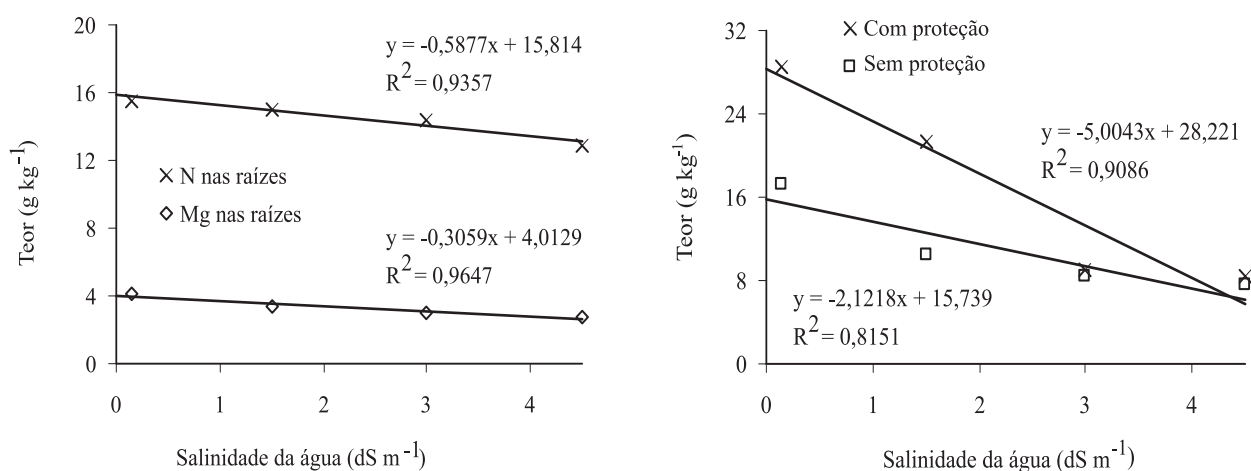 20
16
12
8
4
0
Teor (g kg⁻¹)
y = -0,5877x + 15,814
R² = 0,9357
N nas raízes
Mg nas raízes
y = -0,3059x + 4,0129
R² = 0,9647
0 1 2 3 4
Salinidade da água (dS m⁻¹)
32
24
16
8
0
Teor (g kg⁻¹)
Com proteção
Sem proteção
y = -5,0043x + 28,221
R² = 0,9086
y = -2,1218x + 15,739
R² = 0,8151
0 1 2 3 4
Salinidade da água (dS m⁻¹)